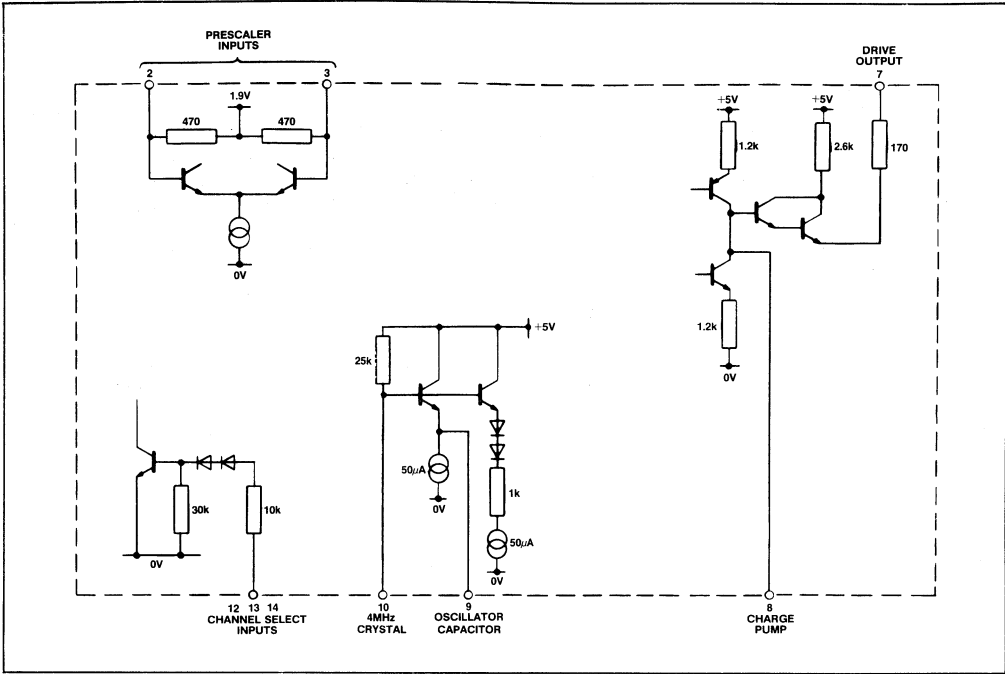 PRESCALER
INPUTS
2
3
1.9V
470
470
0V
DRIVE
OUTPUT
7
+5V
+5V
1.2k
2.6k
170
1.2k
0V
+5V
25k
50μA
0V
1k
50μA
0V
30k
10k
0V
12 13 14
CHANNEL SELECT
INPUTS
10
4MHz
CRYSTAL
9
OSCILLATOR
CAPACITOR
8
CHARGE
PUMP